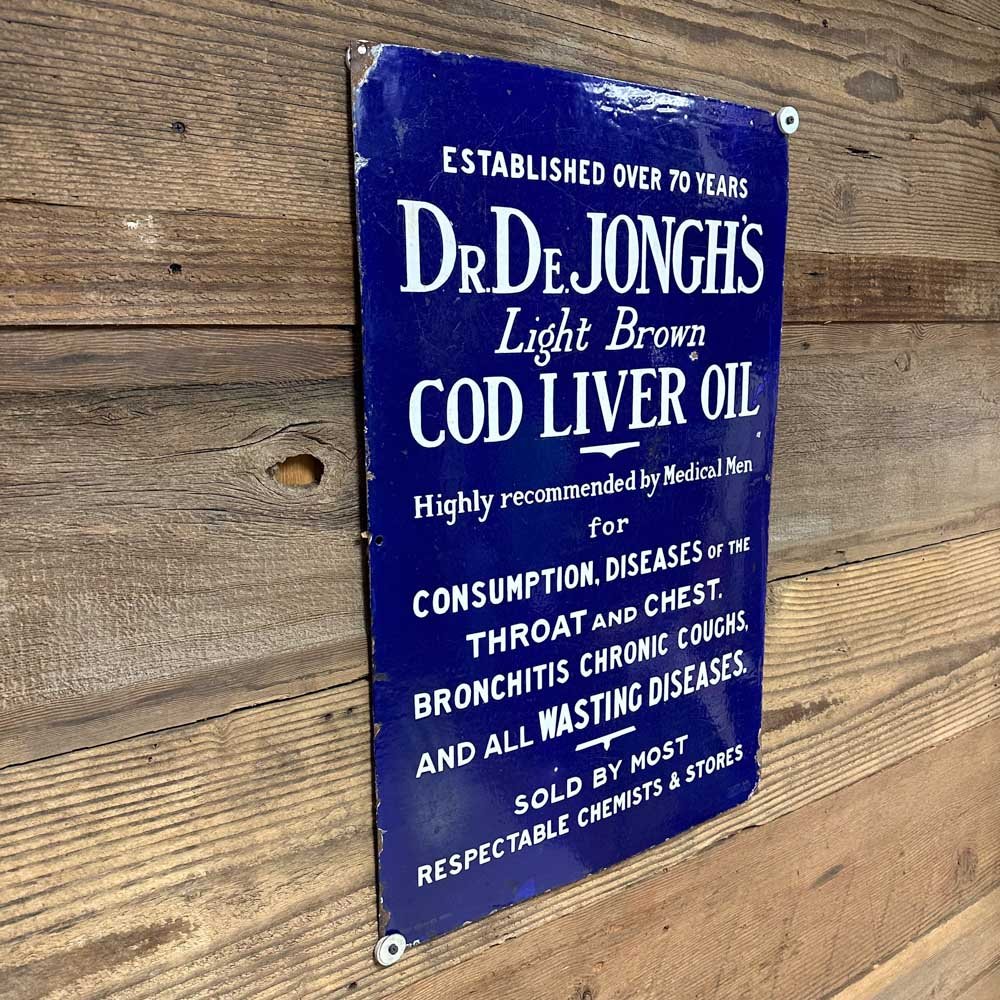 ESTABLISHED OVER 70 YEARS
DR. DE. JONGH'S
Light Brown
COD LIVER OIL
Highly recommended by Medical Men
for
CONSUMPTION, DISEASES OF THE
THROAT AND CHEST.
BRONCHITIS CHRONIC COUGHS,
AND ALL WASTING DISEASES.
SOLD BY MOST
RESPECTABLE CHEMISTS & STORES